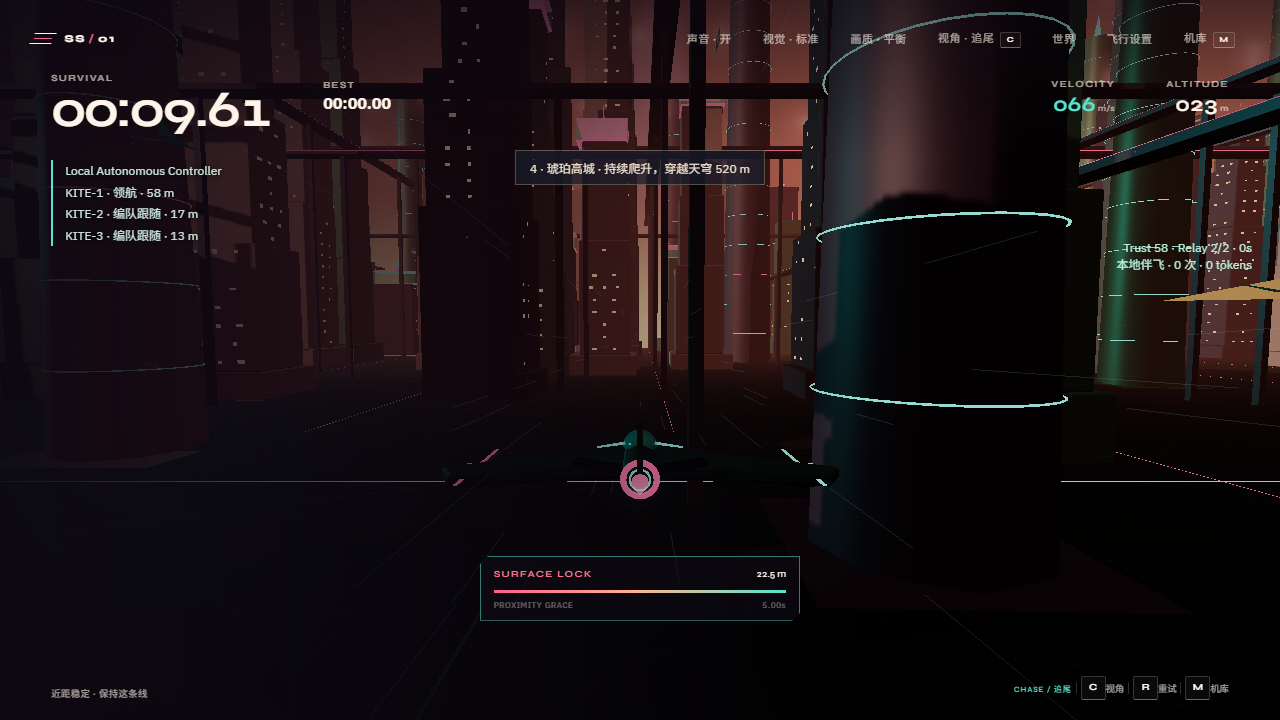 SS / 01
声音 · 开
视觉 · 标准
画质 · 平衡
视角 · 追尾 C
世界
飞行设置
机库 M
SURVIVAL
00:09.61
BEST
00:00.00
VELOCITY
066 m/s
ALTITUDE
023 m
4 · 琥珀高城 · 持续爬升，穿越天穹 520 m
Local Autonomous Controller
KITE-1 · 领航 · 58 m
KITE-2 · 编队跟随 · 17 m
KITE-3 · 编队跟随 · 13 m
Trust 58 · Relay 2/2 · 0s
本地伴飞 · 0 次 · 0 tokens
SURFACE LOCK
22.5 m
PROXIMITY GRACE
5.00s
近距稳定 · 保持这条线
CHASE / 追尾
C 视角
R 重试
M 机库